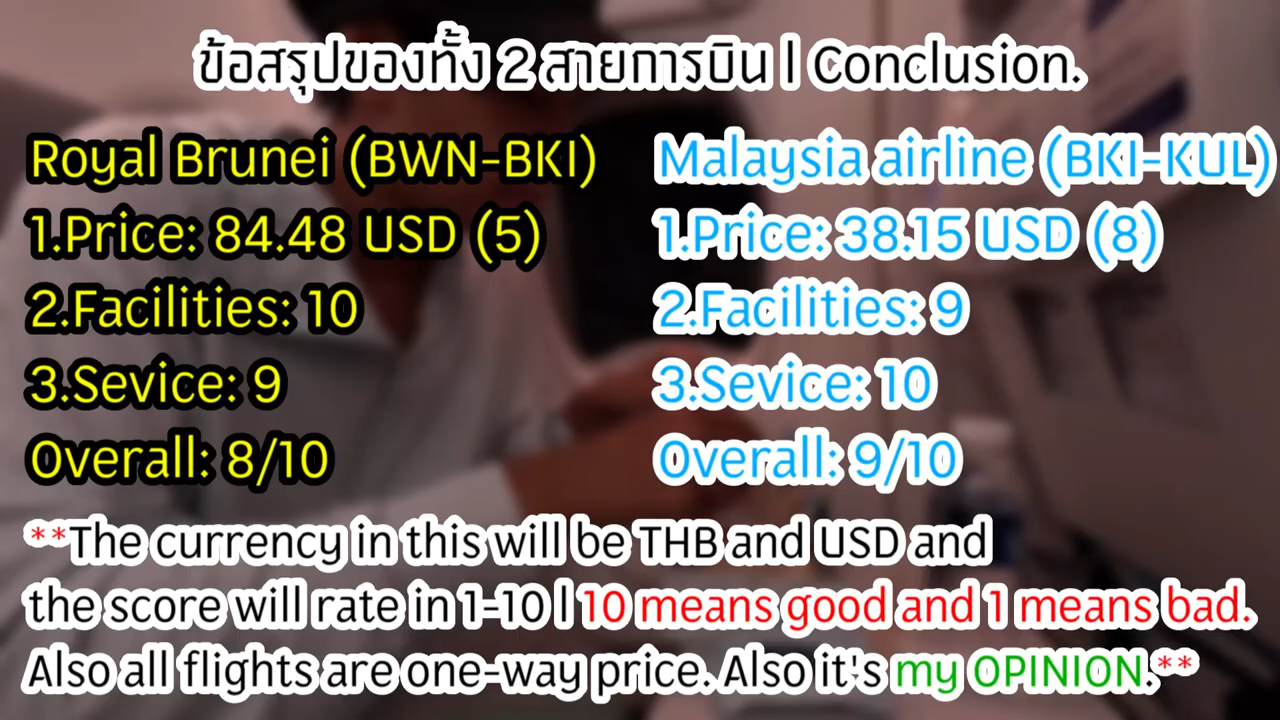 ข้อสรุปของทั้ง 2 สายการบิน | Conclusion.
Royal Brunei (BWN-BKI)
1.Price: 84.48 USD (5)
2.Facilities: 10
3.Sevice: 9
Overall: 8/10
Malaysia airline (BKI-KUL)
1.Price: 38.15 USD (8)
2.Facilities: 9
3.Sevice: 10
Overall: 9/10
**The currency in this will be THB and USD and
the score will rate in 1-10 | 10 means good and 1 means bad.
Also all flights are one-way price. Also it's my OPINION.**